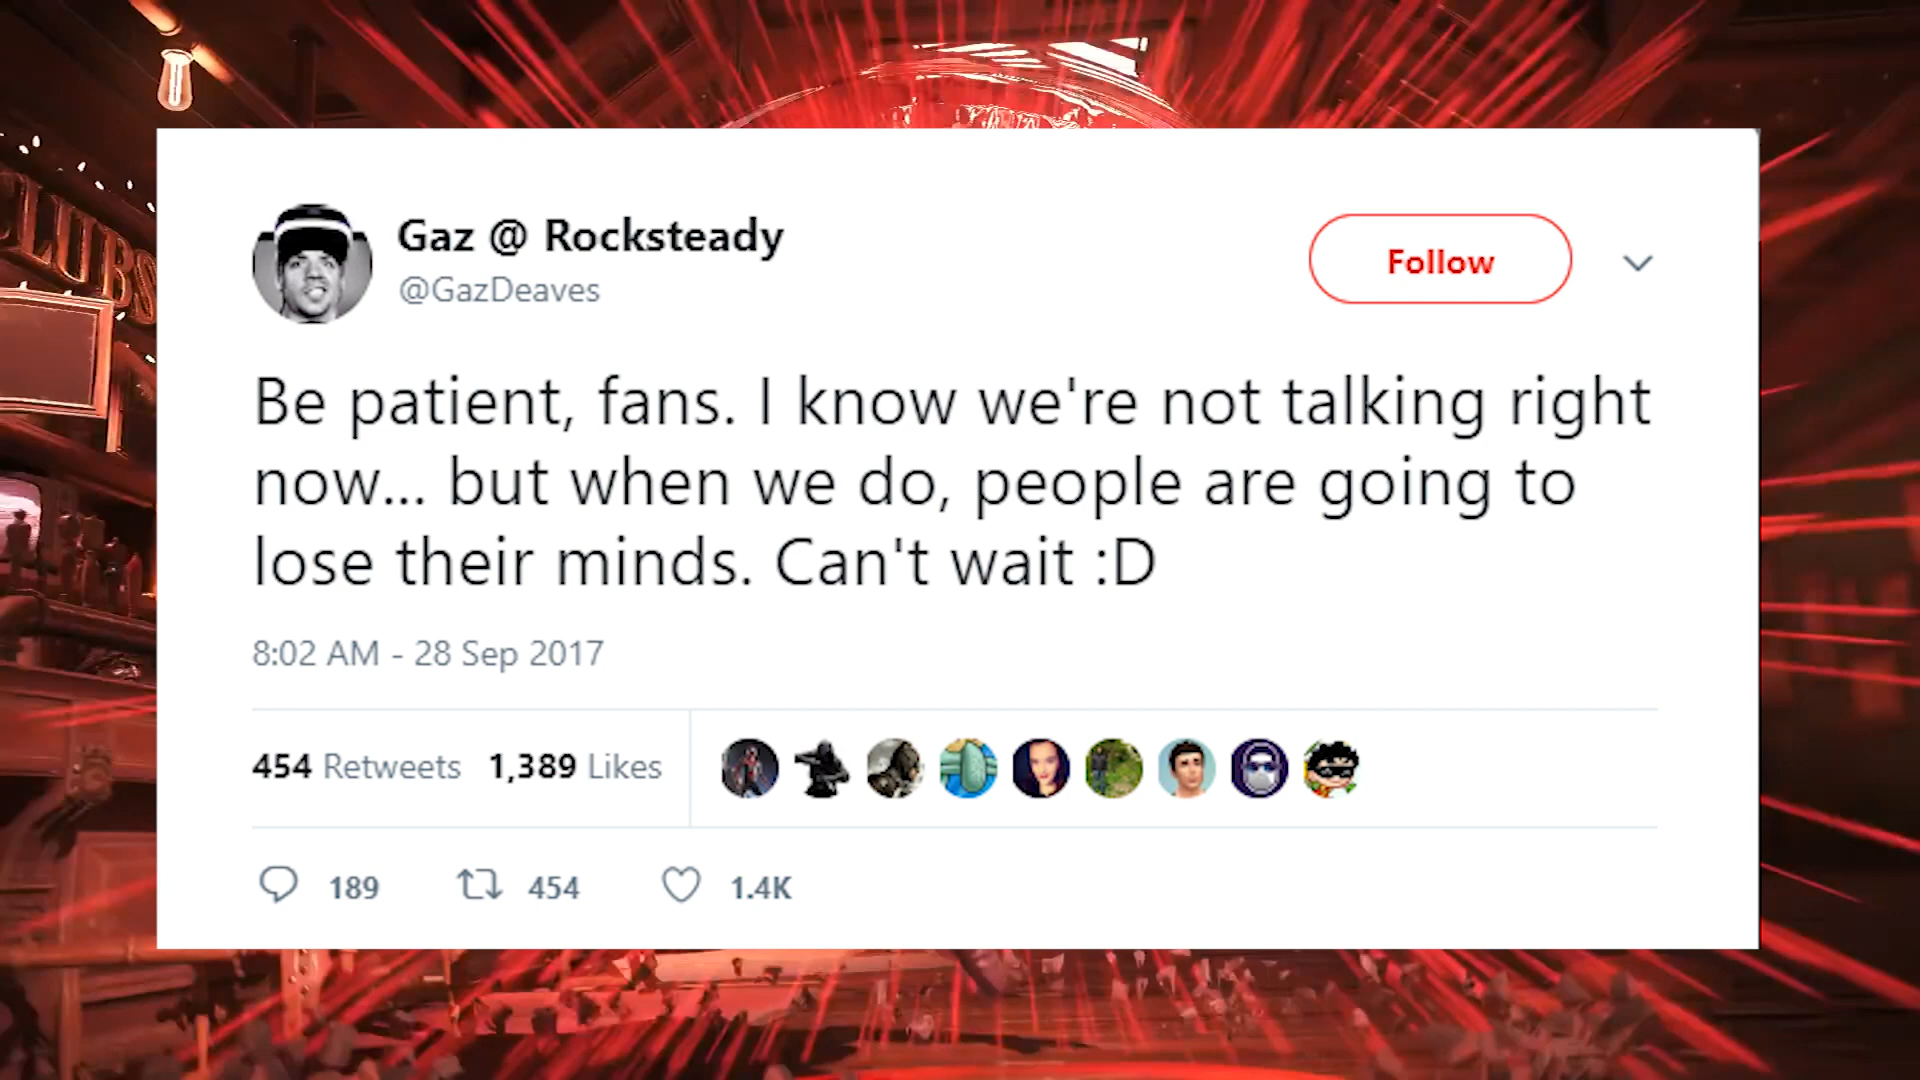 CLUBS
Gaz @ Rocksteady
@GazDeaves
Follow
Be patient, fans. I know we're not talking right
now... but when we do, people are going to
lose their minds. Can't wait :D
8:02 AM - 28 Sep 2017
454 Retweets 1,389 Likes
189 454 1.4K